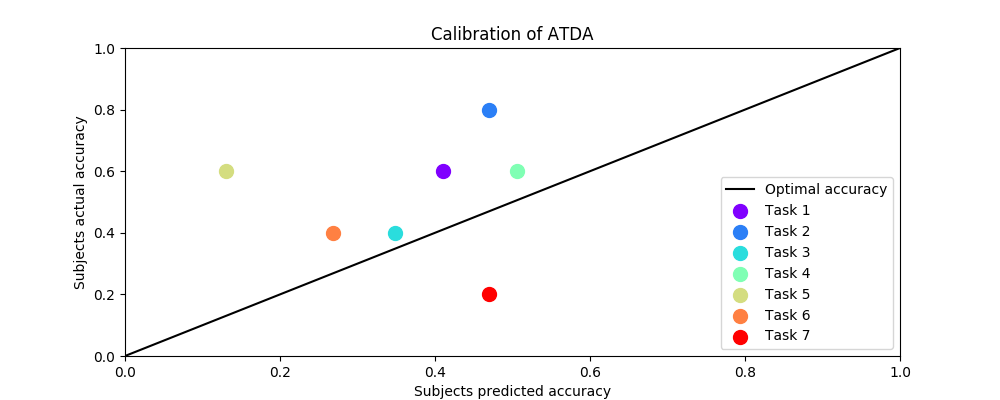 Calibration of ATDA
Subjects actual accuracy
1.0
0.8
0.6
0.4
0.2
0.0
0.0 0.2 0.4 0.6 0.8 1.0
Subjects predicted accuracy
Optimal accuracy
Task 1
Task 2
Task 3
Task 4
Task 5
Task 6
Task 7